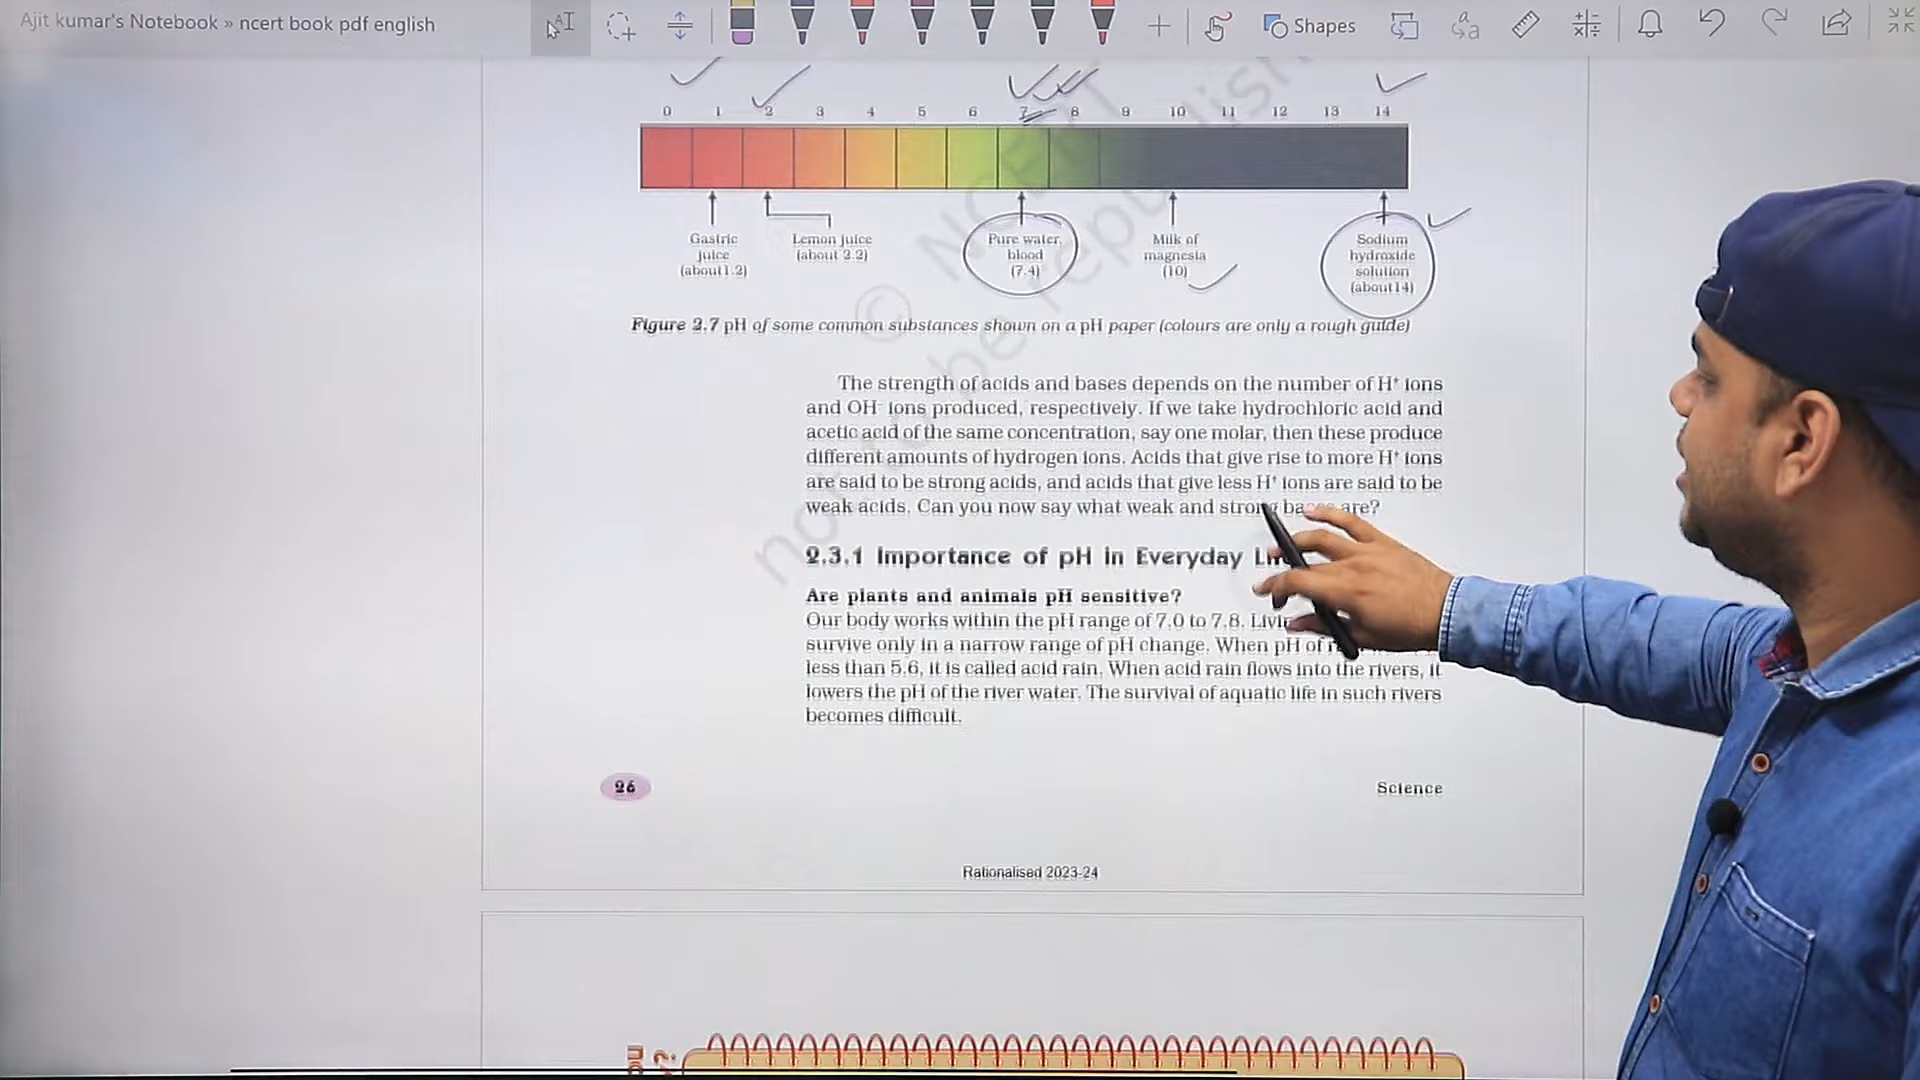 Ajit kumar's Notebook » ncert book pdf english
Shapes
0 1 2 3 4 5 6 7 8 9 10 11 12 13 14
Gastric juice (about1.2)
Lemon juice (about 2.2)
Pure water, blood (7.4)
Milk of magnesia (10)
Sodium hydroxide solution (about14)
Figure 2.7 pH of some common substances shown on a pH paper (colours are only a rough guide)
The strength of acids and bases depends on the number of H⁺ ions
and OH⁻ ions produced, respectively. If we take hydrochloric acid and
acetic acid of the same concentration, say one molar, then these produce
different amounts of hydrogen ions. Acids that give rise to more H⁺ ions
are said to be strong acids, and acids that give less H⁺ ions are said to be
weak acids. Can you now say what weak and strong are?
2.3.1 Importance of pH in Everyday
Are plants and animals pH sensitive?
Our body works within the pH range of 7.0 to 7.8.
survive only in a narrow range of pH change. When pH of
less than 5.6, it is called acid rain. When acid rain flows into the rivers, it
lowers the pH of the river water. The survival of aquatic life in such rivers
becomes difficult.
26
Science
Rationalised 2023-24
© NCERT
not to be republished